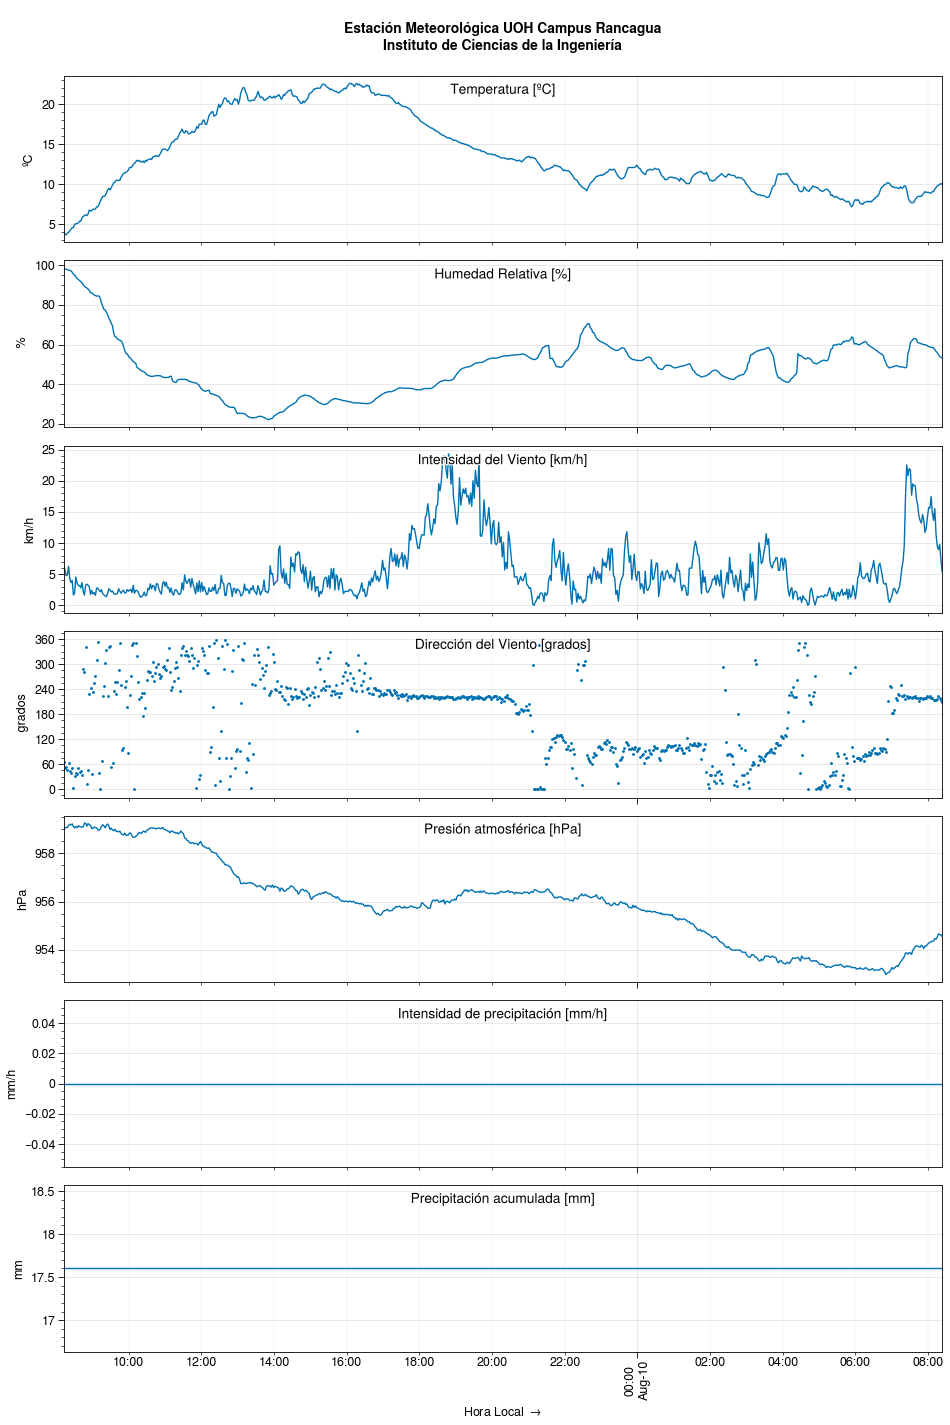 Estación Meteorológica UOH Campus Rancagua
Instituto de Ciencias de la Ingeniería
Temperatura [ºC]
20
15
10
5
ºC
Humedad Relativa [%]
100
80
60
40
20
%
Intensidad del Viento [km/h]
25
20
15
10
5
0
km/h
Dirección del Viento [grados]
360
300
240
180
120
60
0
grados
Presión atmosférica [hPa]
958
956
954
hPa
Intensidad de precipitación [mm/h]
0.04
0.02
0
−0.02
−0.04
mm/h
Precipitación acumulada [mm]
18.5
18
17.5
17
mm
10:00 12:00 14:00 16:00 18:00 20:00 22:00 00:00 02:00 04:00 06:00 08:00
Aug-10
Hora Local →